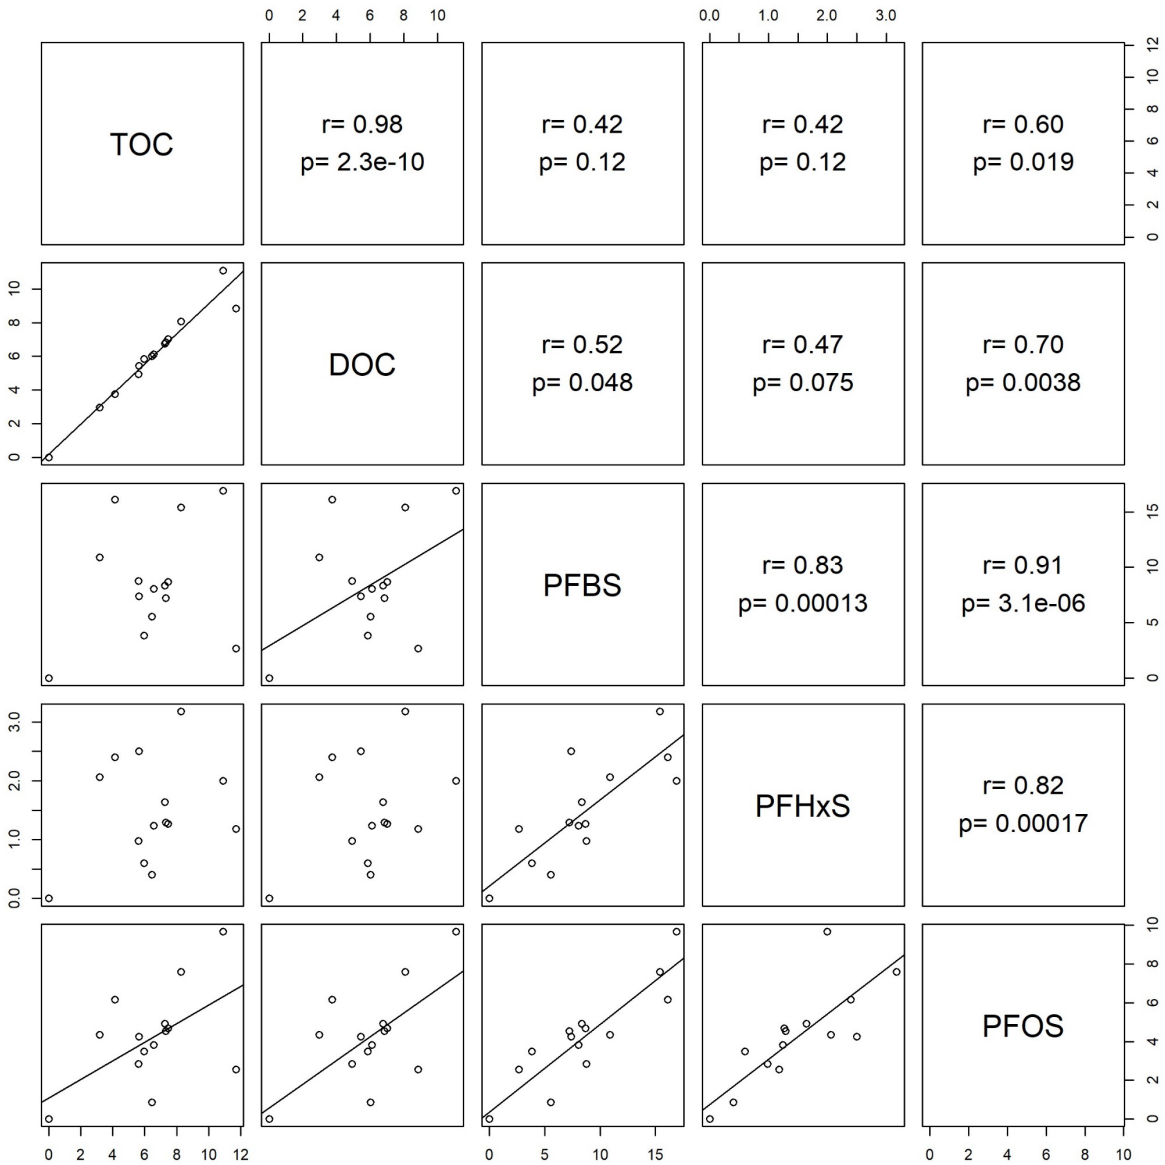 0 2 4 6 8 10
0.0 1.0 2.0 3.0
TOC
r= 0.98
p= 2.3e-10
r= 0.42
p= 0.12
r= 0.42
p= 0.12
r= 0.60
p= 0.019
0 2 4 6 8 10 12
0 2 4 6 8 10
DOC
r= 0.52
p= 0.048
r= 0.47
p= 0.075
r= 0.70
p= 0.0038
PFBS
r= 0.83
p= 0.00013
r= 0.91
p= 3.1e-06
0 5 10 15
0.0 1.0 2.0 3.0
PFHxS
r= 0.82
p= 0.00017
PFOS
0 2 4 6 8 10
0 2 4 6 8 10 12
0 5 10 15
0 2 4 6 8 10